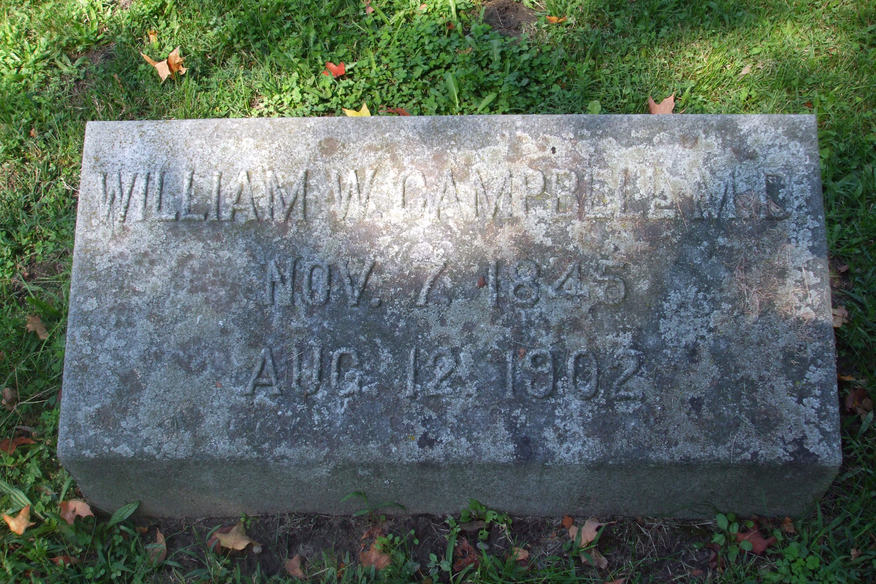 WILLIAM W. CAMPBELL, M.D.
NOV. 7, 1845
AUG. 12, 1902